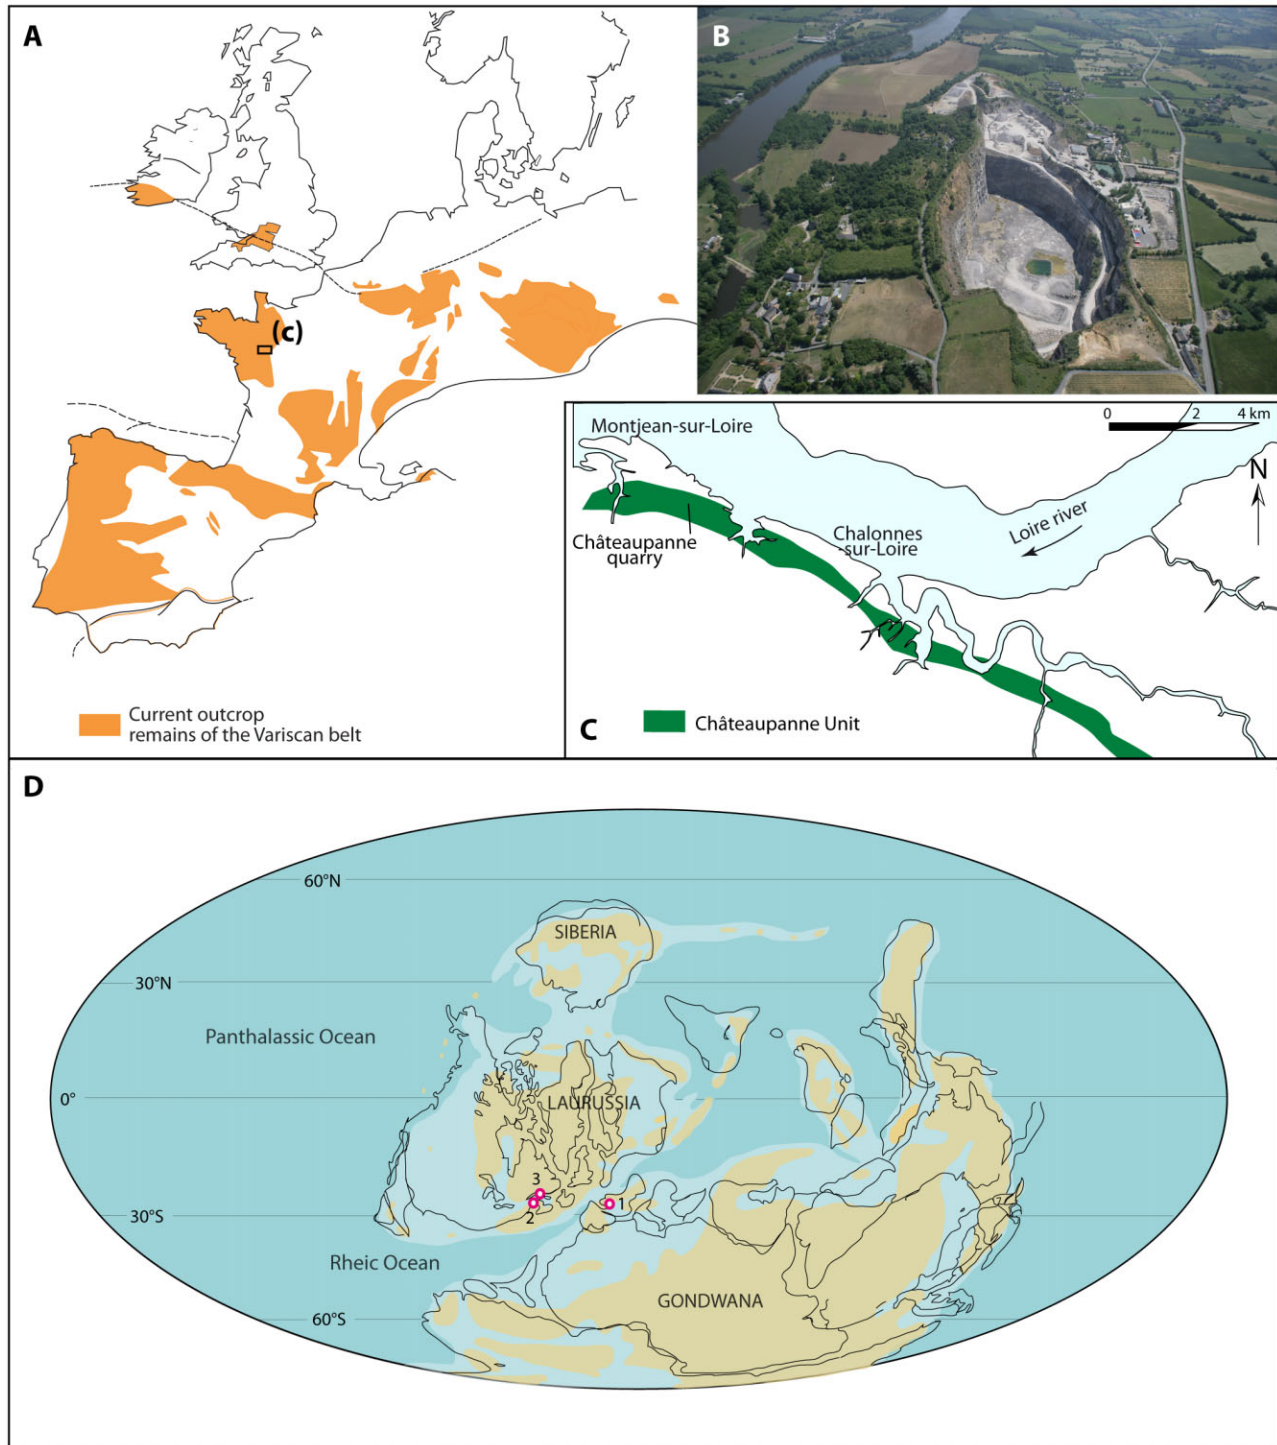 A
(c)
Current outcrop
remains of the Variscan belt
B
Montjean-sur-Loire
0 2 4 km
N
Loire river
Châteaupanne
quarry
Chalonnes
-sur-Loire
C
Châteaupanne Unit
D
60°N
SIBERIA
30°N
Panthalassic Ocean
0°
LAURUSSIA
3
1
2
30°S
Rheic Ocean
GONDWANA
60°S